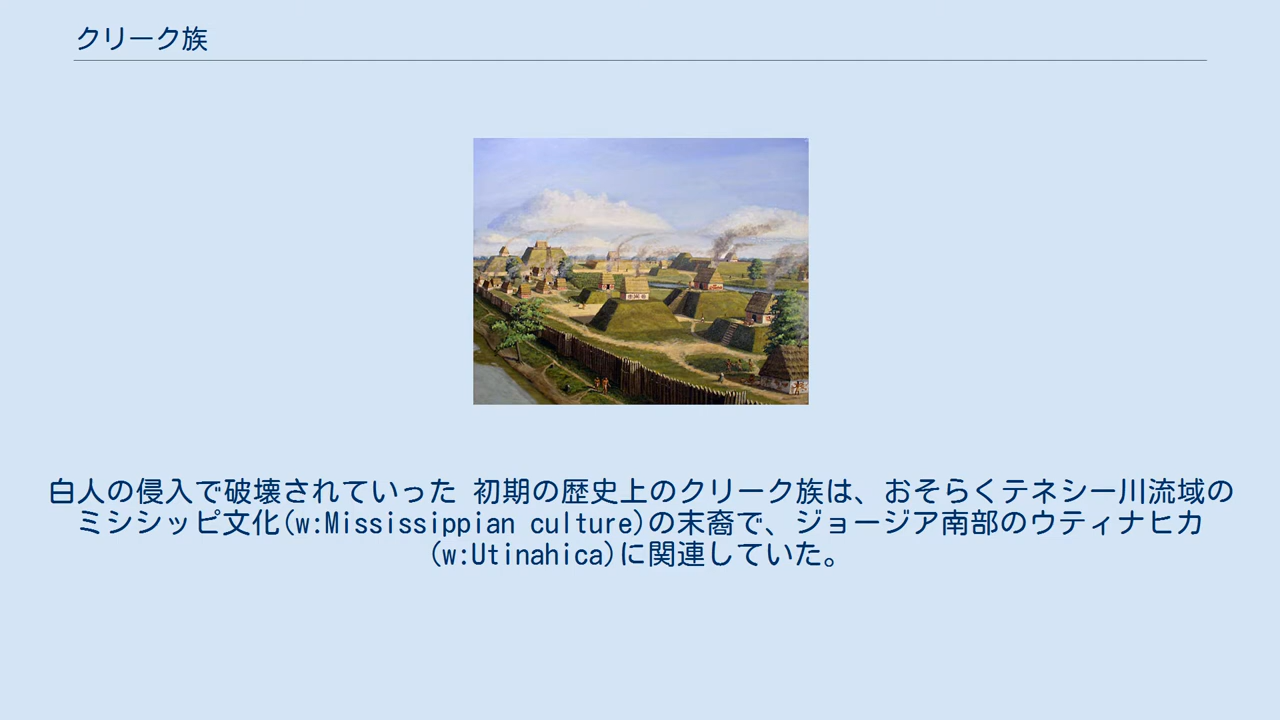 クリーク族
白人の侵入で破壊されていった 初期の歴史上のクリーク族は、おそらくテネシー川流域の
ミシシッピ文化(w:Mississippian culture)の末裔で、ジョージア南部のウティナヒカ
(w:Utinahica)に関連していた。